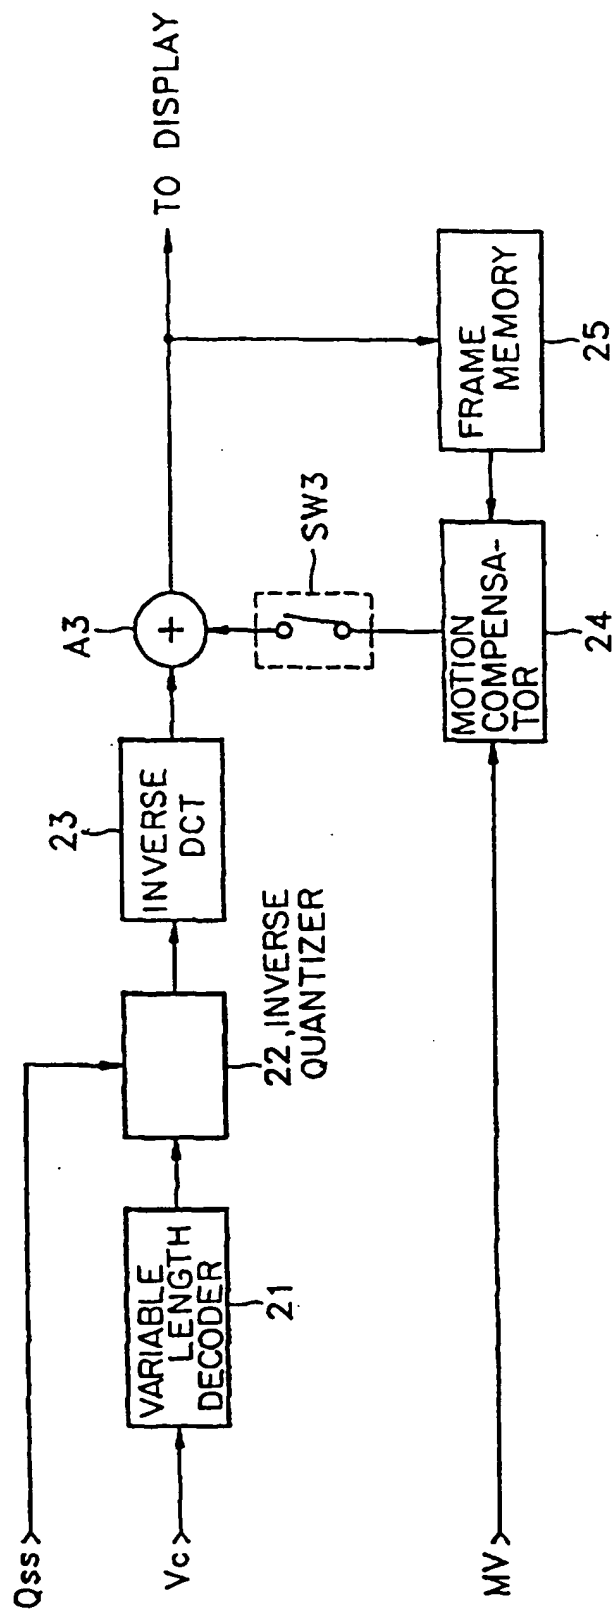 Qss
Vc
MV
VARIABLE
LENGTH
DECODER
21
22, INVERSE
QUANTIZER
23
INVERSE
DCT
A3
+
SW3
TO DISPLAY
MOTION
COMPENSA-
TOR
24
FRAME
MEMORY
25